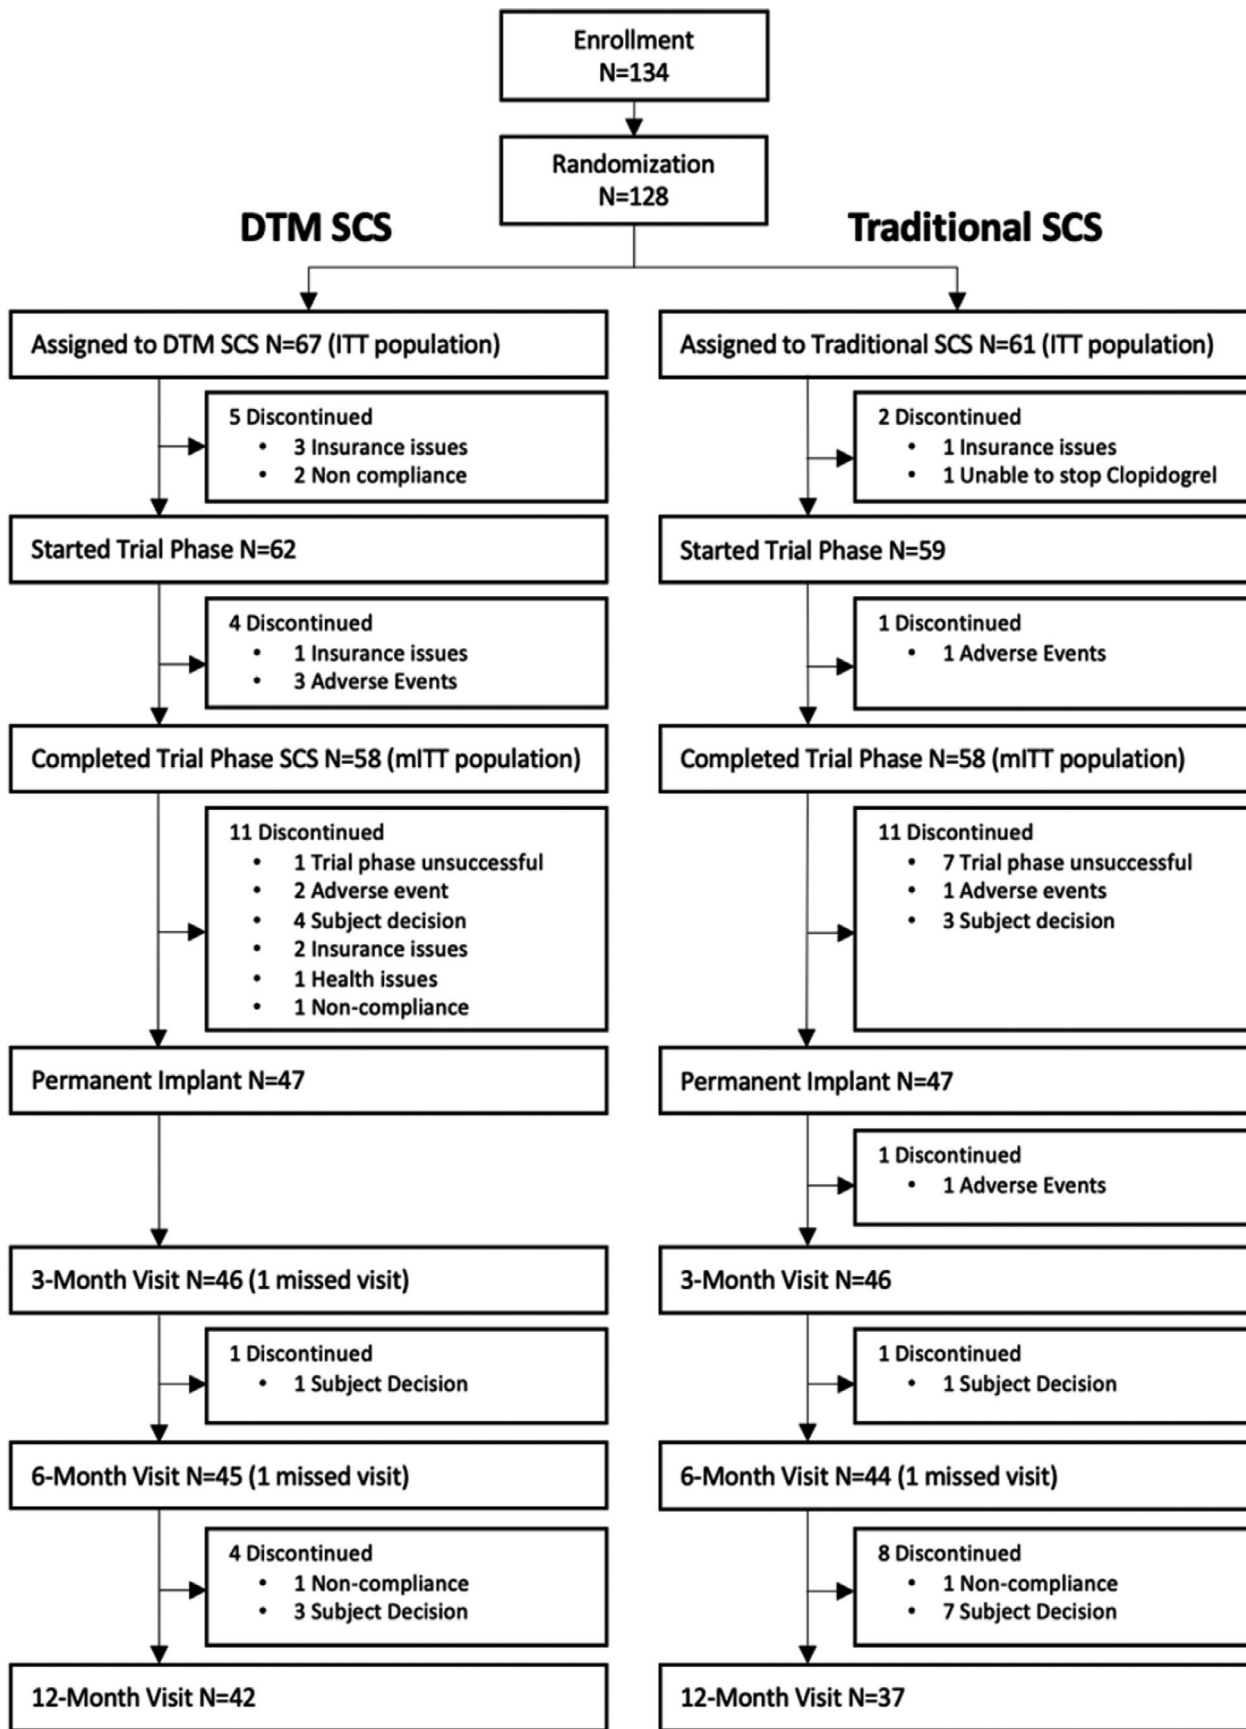 Enrollment
N=134
Randomization
N=128
DTM SCS
Traditional SCS
Assigned to DTM SCS N=67 (ITT population)
5 Discontinued
• 3 Insurance issues
• 2 Non compliance
Started Trial Phase N=62
4 Discontinued
• 1 Insurance issues
• 3 Adverse Events
Completed Trial Phase SCS N=58 (mITT population)
11 Discontinued
• 1 Trial phase unsuccessful
• 2 Adverse event
• 4 Subject decision
• 2 Insurance issues
• 1 Health issues
• 1 Non-compliance
Permanent Implant N=47
3-Month Visit N=46 (1 missed visit)
1 Discontinued
• 1 Subject Decision
6-Month Visit N=45 (1 missed visit)
4 Discontinued
• 1 Non-compliance
• 3 Subject Decision
12-Month Visit N=42
Assigned to Traditional SCS N=61 (ITT population)
2 Discontinued
• 1 Insurance issues
• 1 Unable to stop Clopidogrel
Started Trial Phase N=59
1 Discontinued
• 1 Adverse Events
Completed Trial Phase N=58 (mITT population)
11 Discontinued
• 7 Trial phase unsuccessful
• 1 Adverse events
• 3 Subject decision
Permanent Implant N=47
1 Discontinued
• 1 Adverse Events
3-Month Visit N=46
1 Discontinued
• 1 Subject Decision
6-Month Visit N=44 (1 missed visit)
8 Discontinued
• 1 Non-compliance
• 7 Subject Decision
12-Month Visit N=37